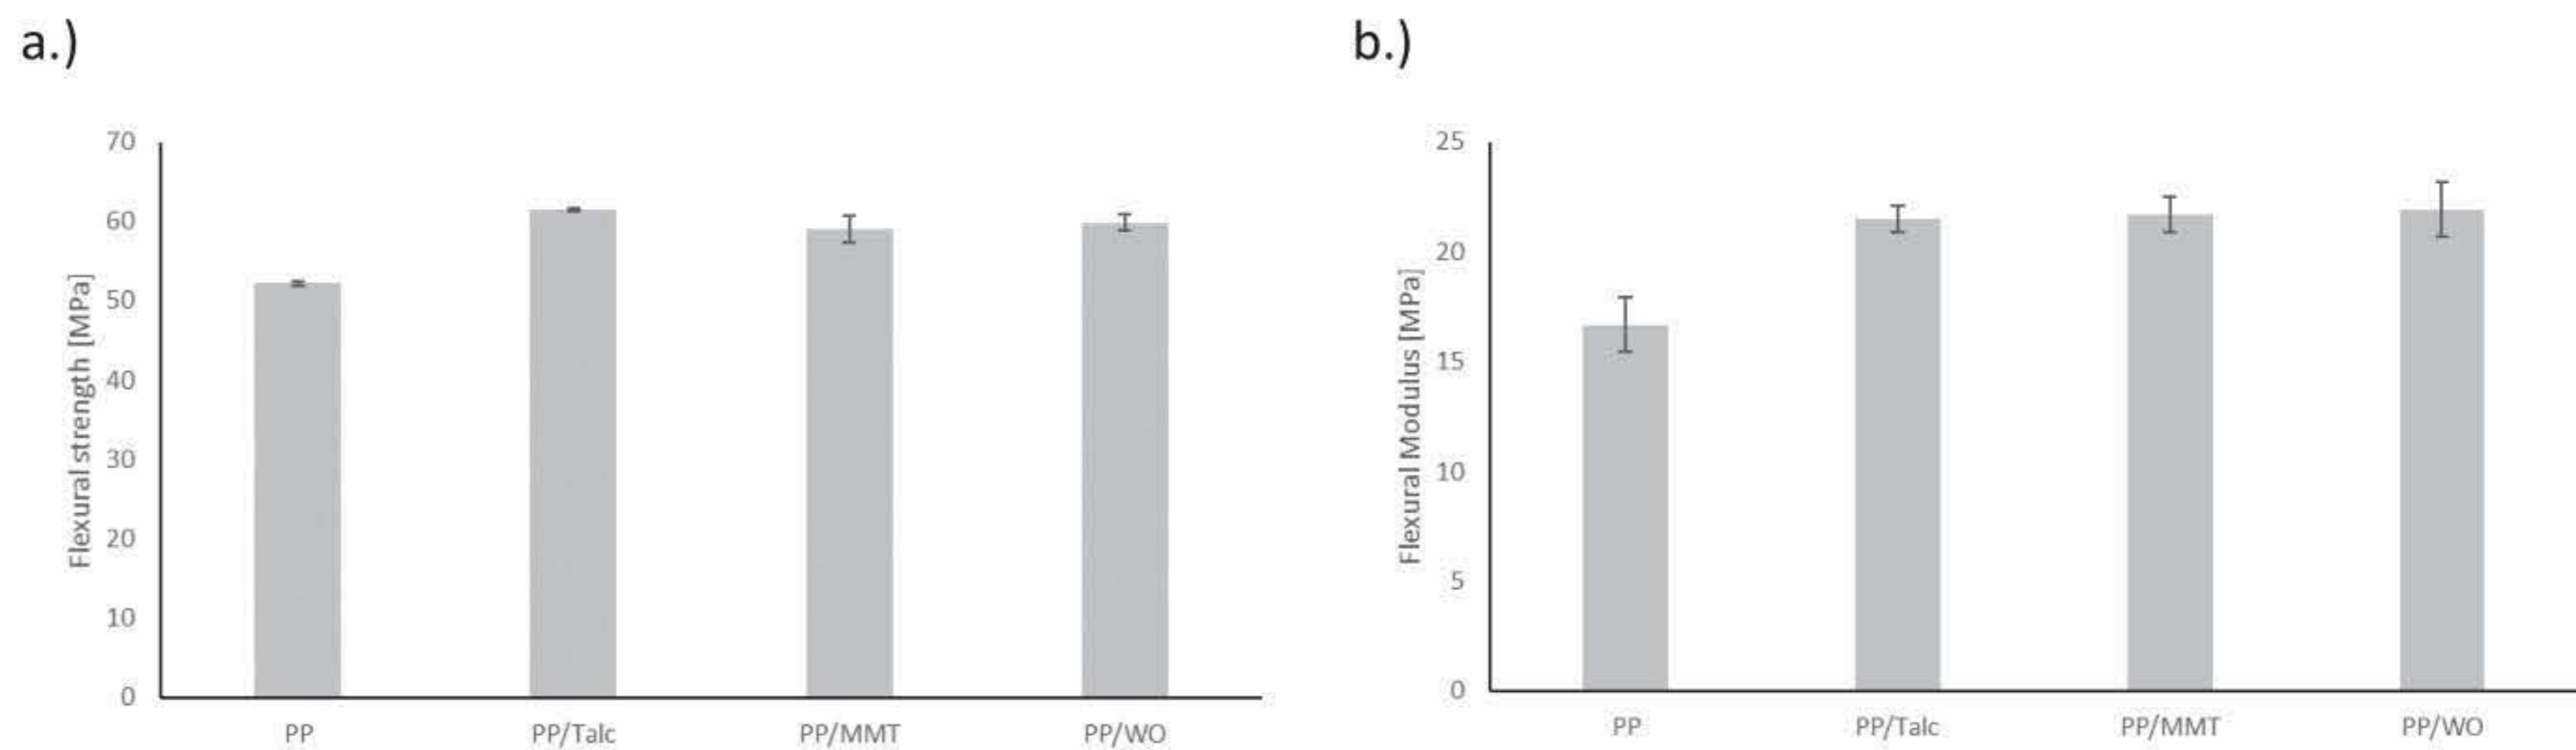 a.)
70
60
50
40
30
20
10
0
Flexural strength [MPa]
PP
PP/Talc
PP/MMT
PP/WO
b.)
25
20
15
10
5
0
Flexural Modulus [MPa]
PP
PP/Talc
PP/MMT
PP/WO